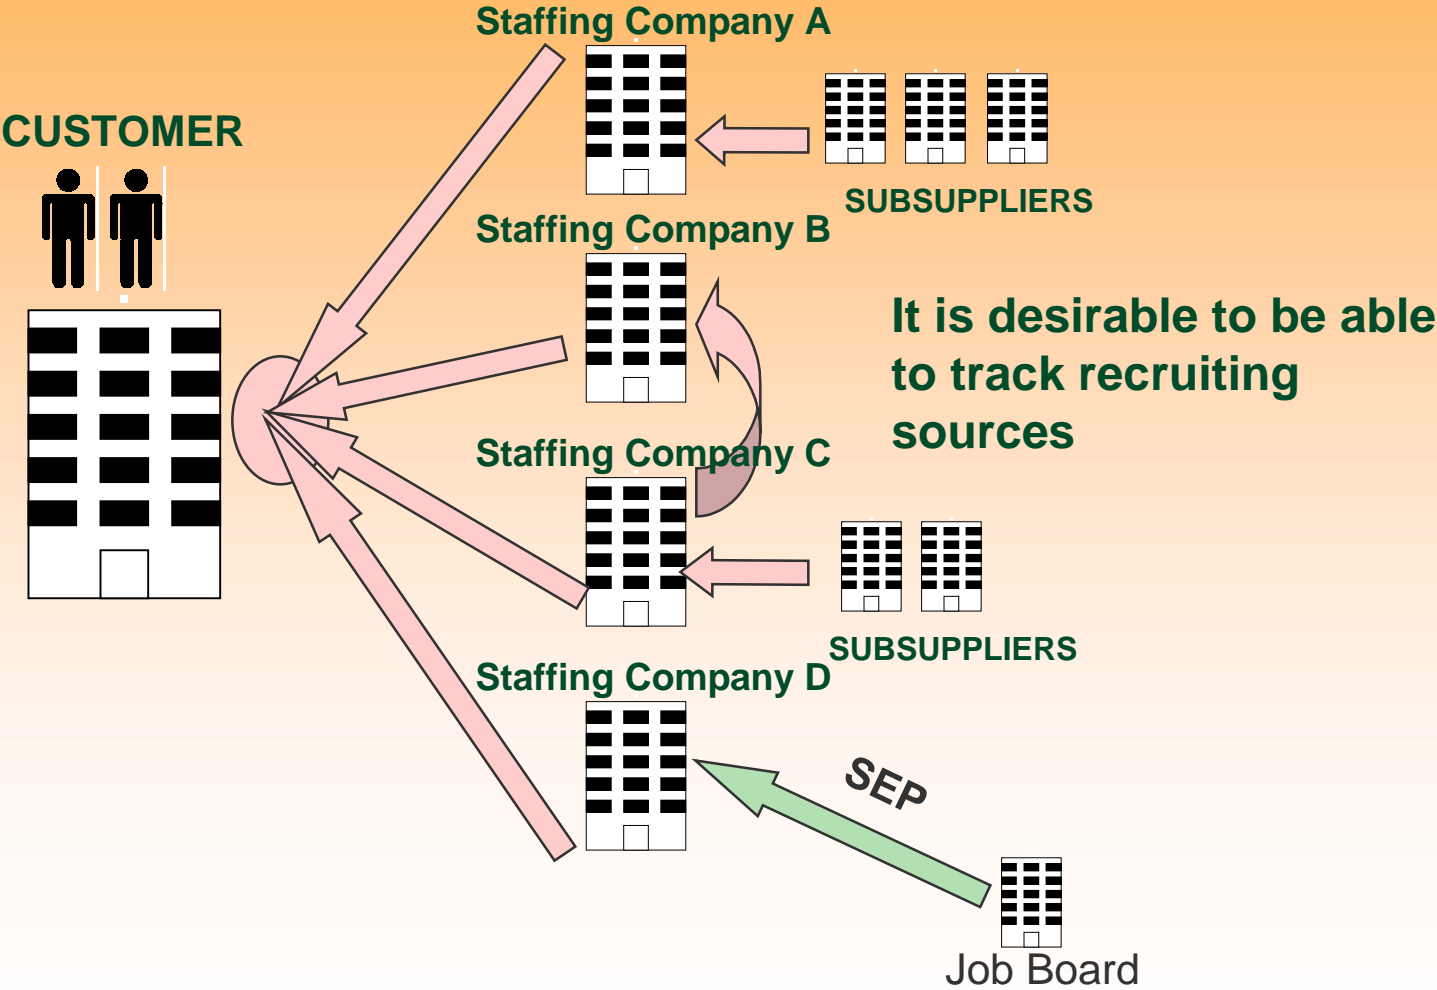 Staffing Company A
CUSTOMER
SUBSUPPLIERS
Staffing Company B
It is desirable to be able
to track recruiting
sources
Staffing Company C
SUBSUPPLIERS
Staffing Company D
SEP
Job Board